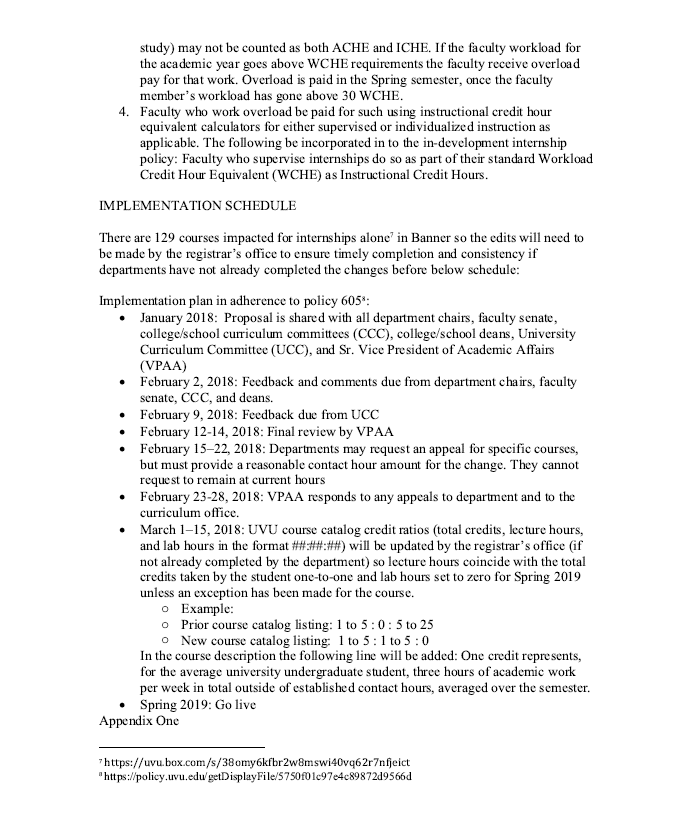 study) may not be counted as both ACHE and ICHE. If the faculty workload for
the academic year goes above WCHE requirements the faculty receive overload
pay for that work. Overload is paid in the Spring semester, once the faculty
member's workload has gone above 30 WCHE.
4. Faculty who work overload be paid for such using instructional credit hour
equivalent calculators for either supervised or individualized instruction as
applicable. The following be incorporated in to the in-development internship
policy: Faculty who supervise internships do so as part of their standard Workload
Credit Hour Equivalent (WCHE) as Instructional Credit Hours.
IMPLEMENTATION SCHEDULE
There are 129 courses impacted for internships alone⁷ in Banner so the edits will need to
be made by the registrar's office to ensure timely completion and consistency if
departments have not already completed the changes before below schedule:
Implementation plan in adherence to policy 605⁸:
• January 2018: Proposal is shared with all department chairs, faculty senate,
college/school curriculum committees (CCC), college/school deans, University
Curriculum Committee (UCC), and Sr. Vice President of Academic Affairs
(VPAA)
• February 2, 2018: Feedback and comments due from department chairs, faculty
senate, CCC, and deans.
• February 9, 2018: Feedback due from UCC
• February 12-14, 2018: Final review by VPAA
• February 15–22, 2018: Departments may request an appeal for specific courses,
but must provide a reasonable contact hour amount for the change. They cannot
request to remain at current hours
• February 23-28, 2018: VPAA responds to any appeals to department and to the
curriculum office.
• March 1–15, 2018: UVU course catalog credit ratios (total credits, lecture hours,
and lab hours in the format ##:##:##) will be updated by the registrar's office (if
not already completed by the department) so lecture hours coincide with the total
credits taken by the student one-to-one and lab hours set to zero for Spring 2019
unless an exception has been made for the course.
○ Example:
○ Prior course catalog listing: 1 to 5 : 0 : 5 to 25
○ New course catalog listing: 1 to 5 : 1 to 5 : 0
In the course description the following line will be added: One credit represents,
for the average university undergraduate student, three hours of academic work
per week in total outside of established contact hours, averaged over the semester.
• Spring 2019: Go live
Appendix One
⁷ https://uvu.box.com/s/38omy6kfbr2w8mswi40vq62r7nfjeict
⁸ https://policy.uvu.edu/getDisplayFile/5750f01c97e4c89872d9566d